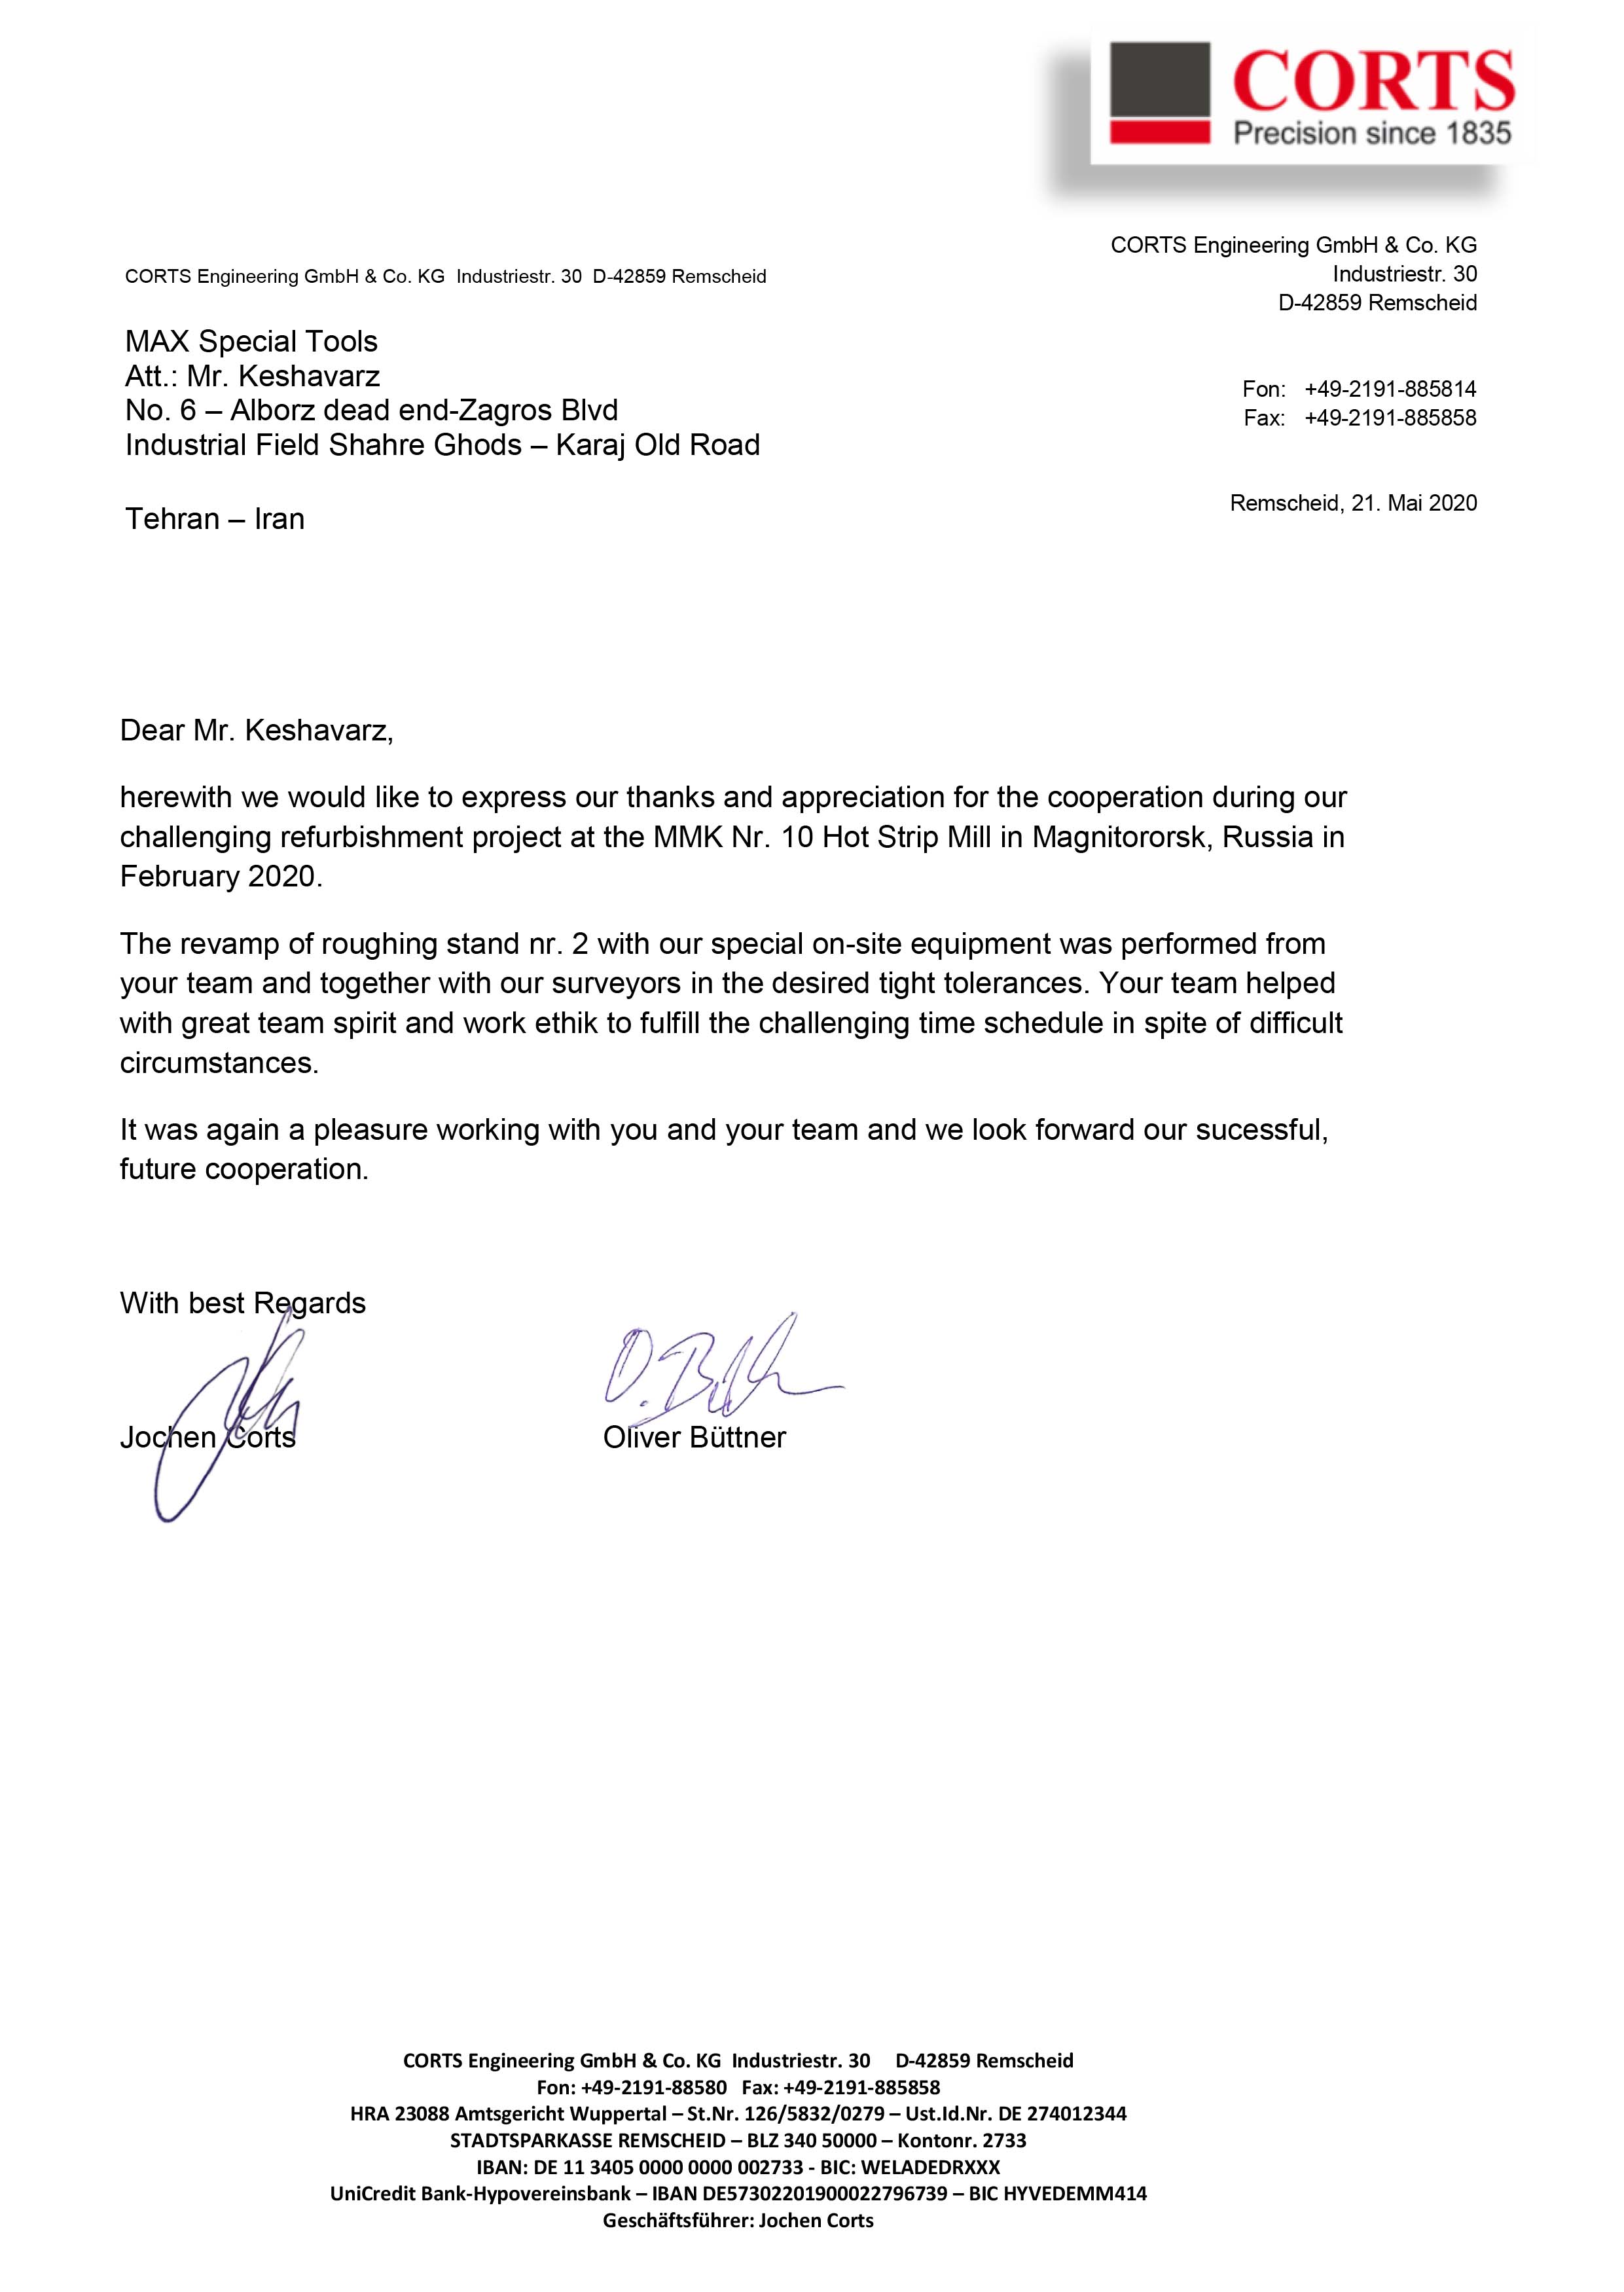 CORTS
Precision since 1835
CORTS Engineering GmbH & Co. KG
Industriestr. 30
D-42859 Remscheid
CORTS Engineering GmbH & Co. KG  Industriestr. 30  D-42859 Remscheid
MAX Special Tools
Att.: Mr. Keshavarz
No. 6 – Alborz dead end-Zagros Blvd
Industrial Field Shahre Ghods – Karaj Old Road
Tehran – Iran
Fon: +49-2191-885814
Fax: +49-2191-885858
Remscheid, 21. Mai 2020
Dear Mr. Keshavarz,
herewith we would like to express our thanks and appreciation for the cooperation during our
challenging refurbishment project at the MMK Nr. 10 Hot Strip Mill in Magnitororsk, Russia in
February 2020.
The revamp of roughing stand nr. 2 with our special on-site equipment was performed from
your team and together with our surveyors in the desired tight tolerances. Your team helped
with great team spirit and work ethik to fulfill the challenging time schedule in spite of difficult
circumstances.
It was again a pleasure working with you and your team and we look forward our sucessful,
future cooperation.
With best Regards
Jochen Corts
Oliver Büttner
CORTS Engineering GmbH & Co. KG  Industriestr. 30  D-42859 Remscheid
Fon: +49-2191-88580  Fax: +49-2191-885858
HRA 23088 Amtsgericht Wuppertal – St.Nr. 126/5832/0279 – Ust.Id.Nr. DE 274012344
STADTSPARKASSE REMSCHEID – BLZ 340 50000 – Kontonr. 2733
IBAN: DE 11 3405 0000 0000 002733 - BIC: WELADEDRXXX
UniCredit Bank-Hypovereinsbank – IBAN DE57302201900022796739 – BIC HYVEDEMM414
Geschäftsführer: Jochen Corts